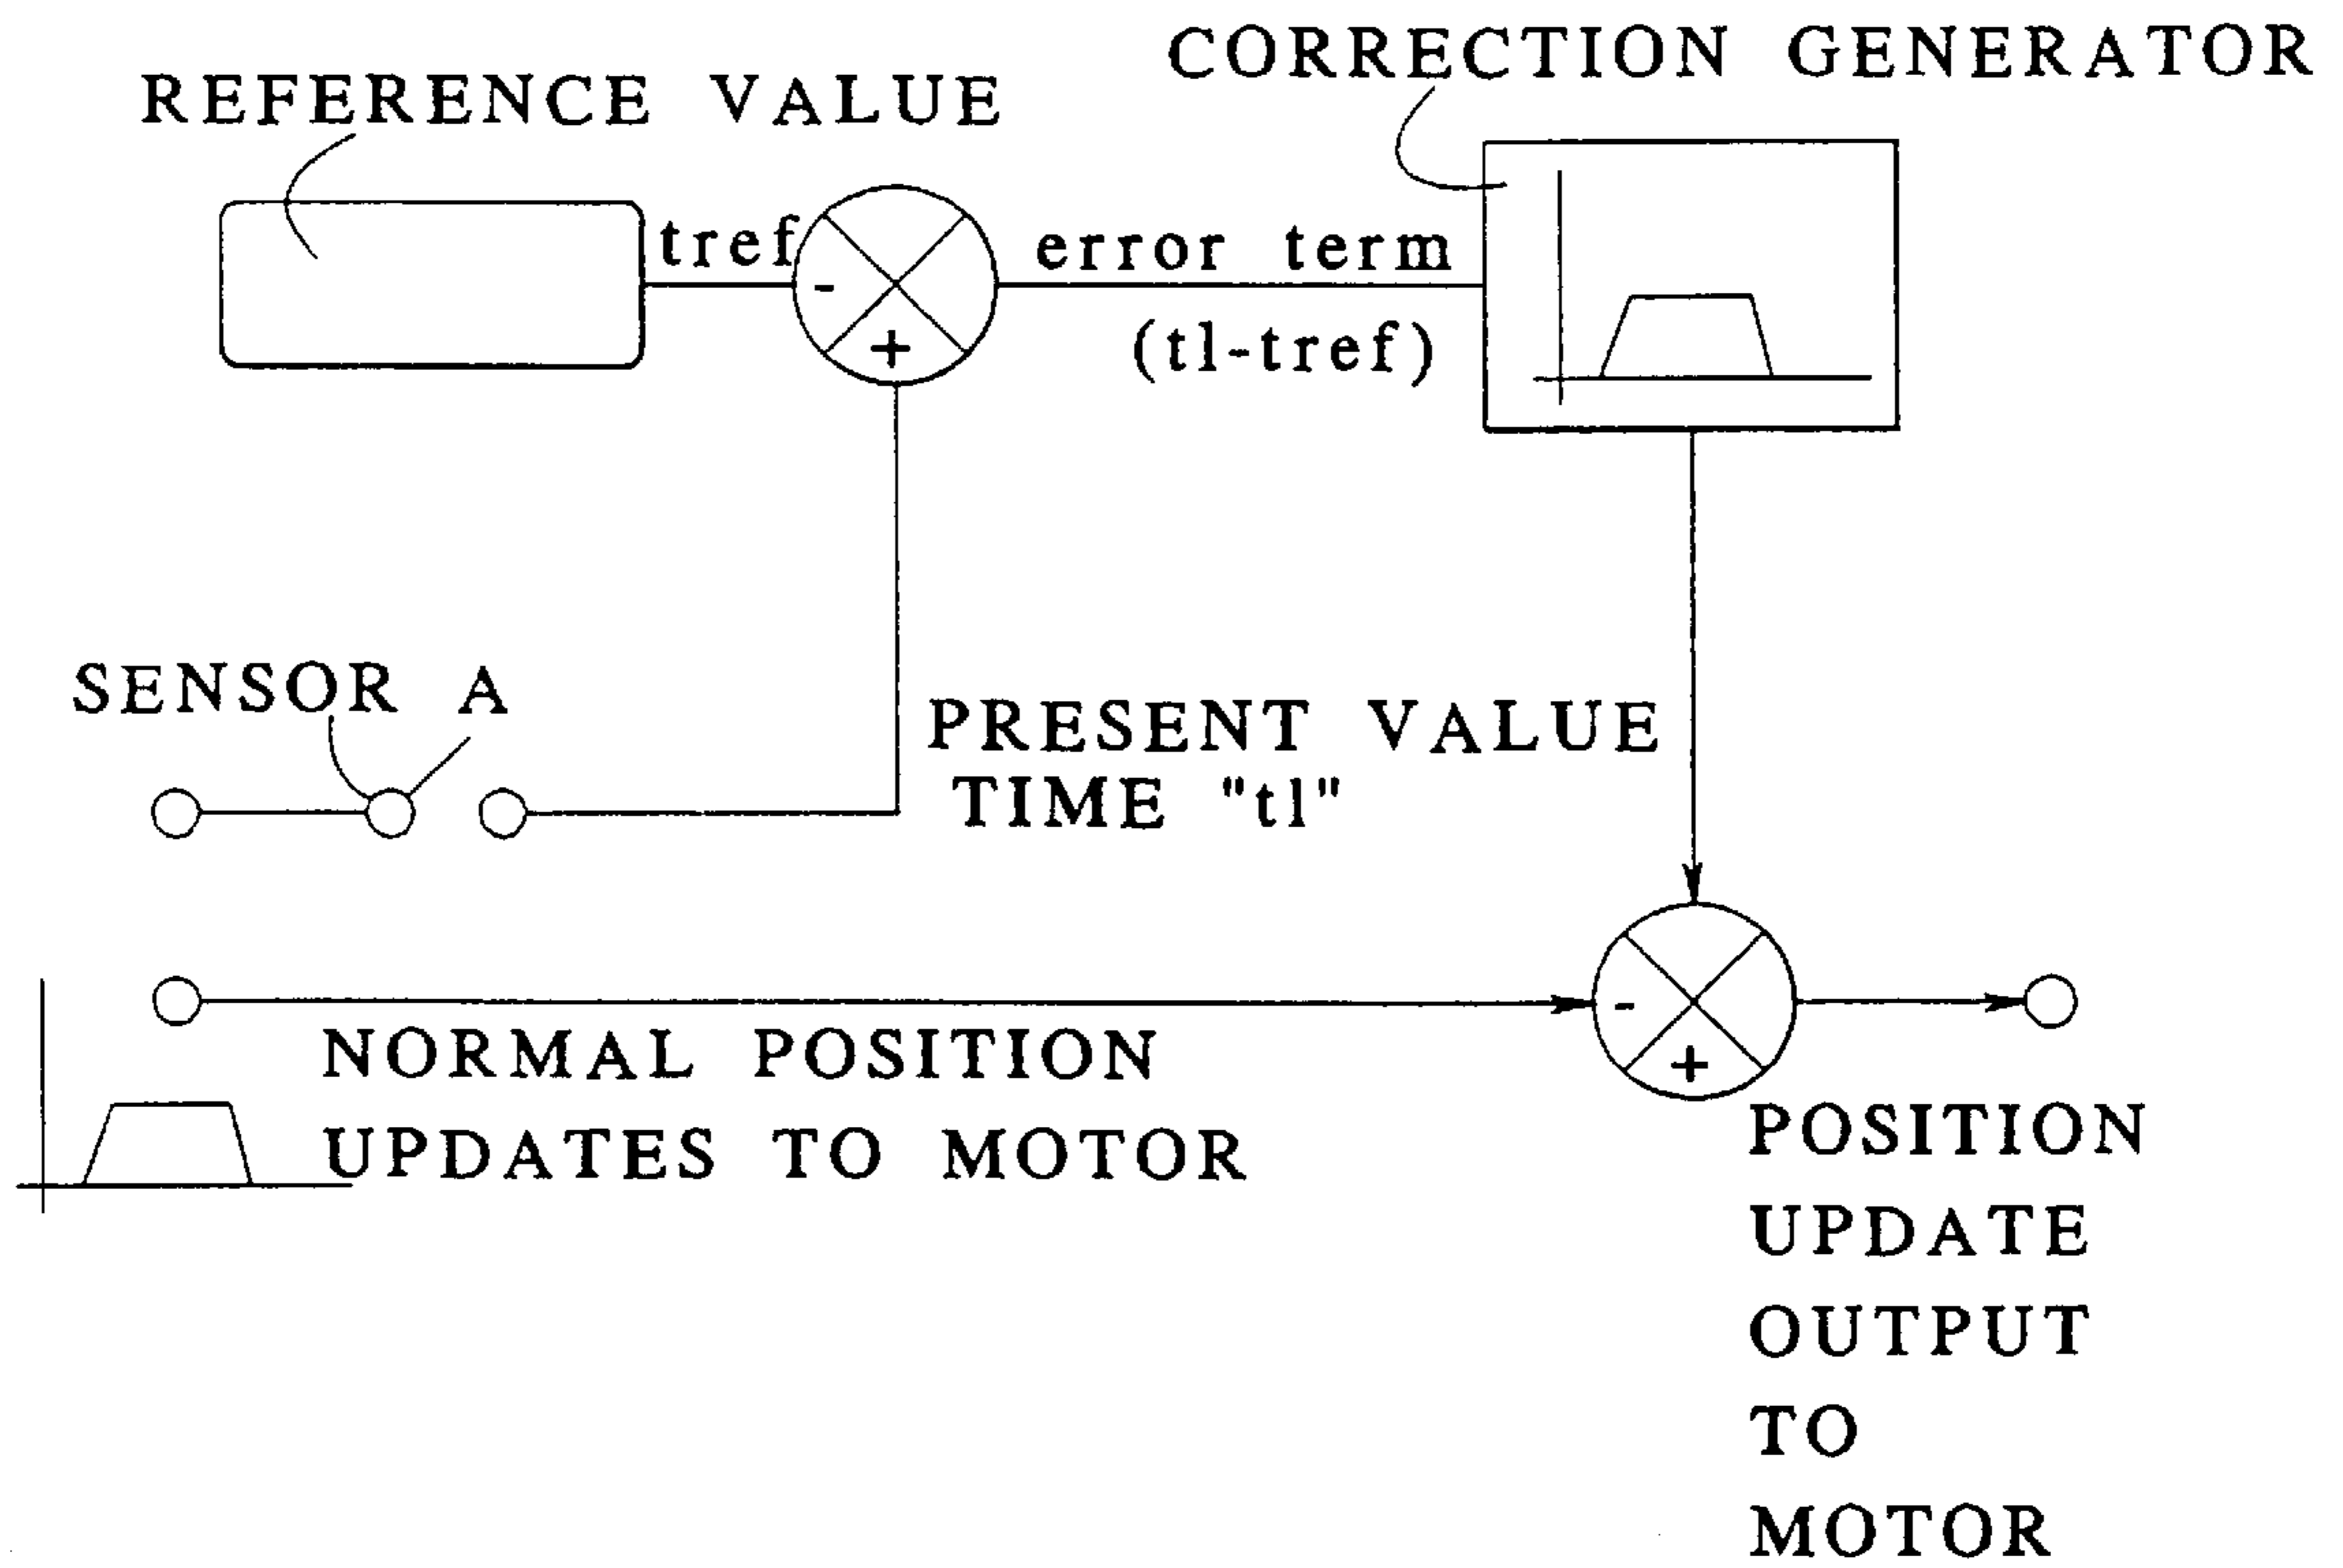 CORRECTION GENERATOR
REFERENCE VALUE
tref
-
+
error term
(tl-tref)
SENSOR A
PRESENT VALUE
TIME "tl"
-
+
NORMAL POSITION
UPDATES TO MOTOR
POSITION
UPDATE
OUTPUT
TO
MOTOR